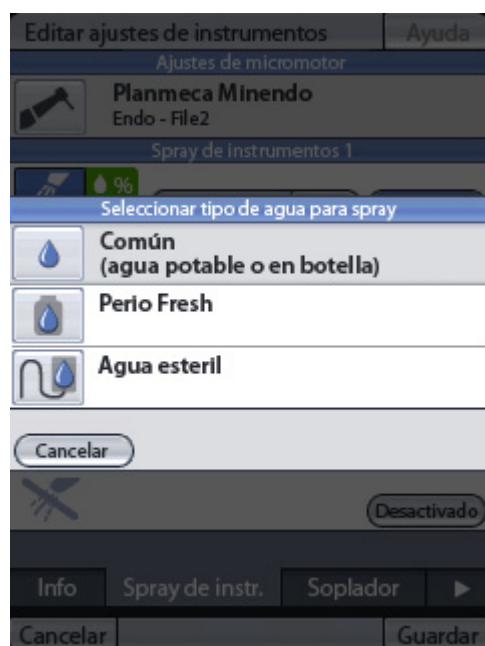 Editar ajustes de instrumentos Ayuda
Ajustes de micromotor
Planmeca Minendo
Endo - File2
Spray de instrumentos 1
%
Seleccionar tipo de agua para spray
Común
(agua potable o en botella)
Perio Fresh
Agua esteril
Cancelar
Desactivado
Info Spray de instr. Soplador
Cancelar Guardar